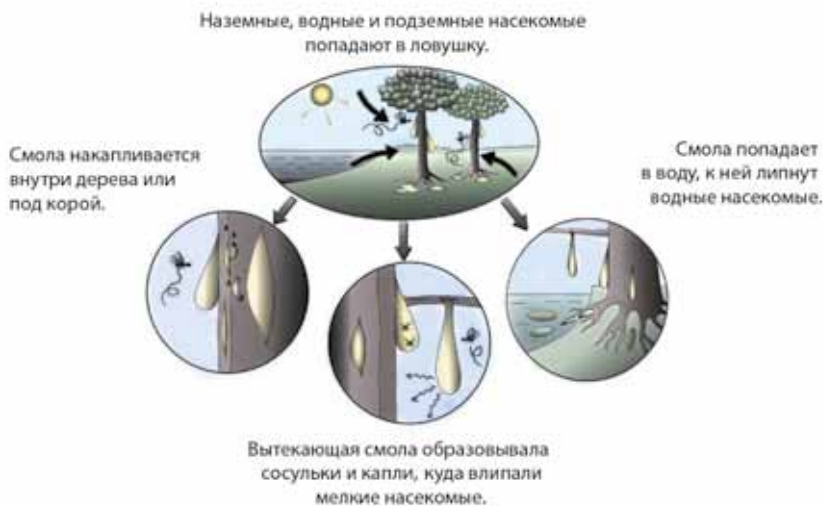 Наземные, водные и подземные насекомые
попадают в ловушку.
Смола накапливается
внутри дерева или
под корой.
Смола попадает
в воду, к ней липнут
водные насекомые.
Вытекающая смола образовывала
сосульки и капли, куда влипали
мелкие насекомые.